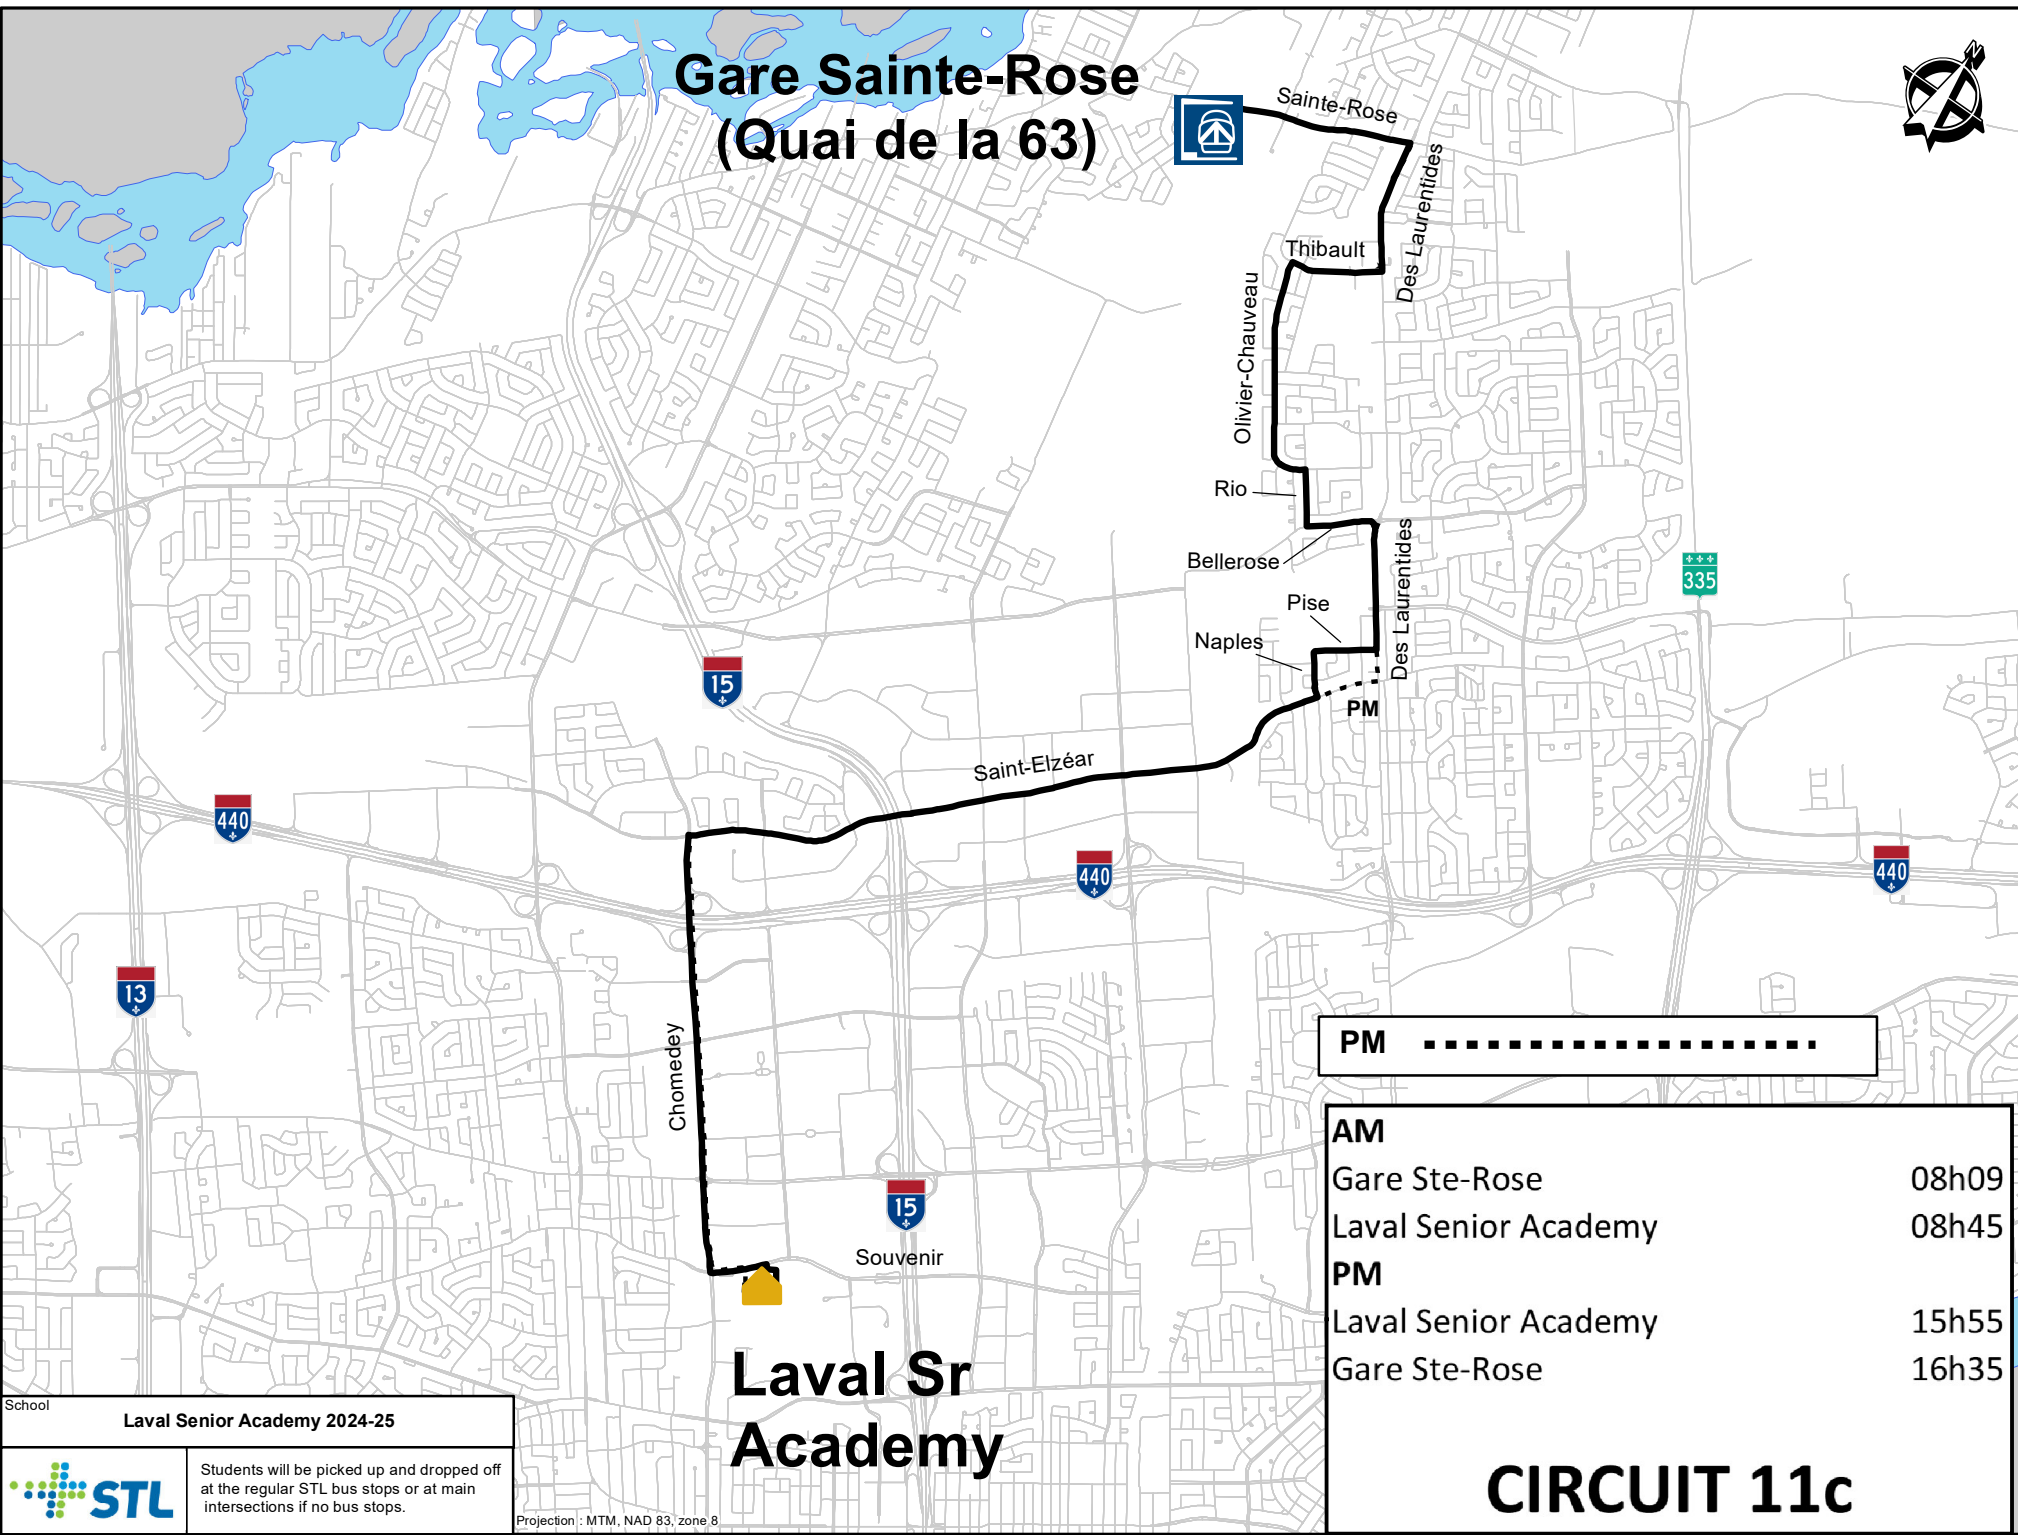 Gare Sainte-Rose
(Quai de la 63)
N
Sainte-Rose
Des Laurentides
Thibault
Olivier-Chauveau
Rio
Bellerose
Des Laurentides
Pise
Naples
PM
335
15
Saint-Elzéar
440
440
440
13
Chomedey
15
Souvenir
PM
AM
Gare Ste-Rose 08h09
Laval Senior Academy 08h45
PM
Laval Senior Academy 15h55
Gare Ste-Rose 16h35
CIRCUIT 11c
Laval Sr
Academy
School
Laval Senior Academy 2024-25
STL
Students will be picked up and dropped off
at the regular STL bus stops or at main
intersections if no bus stops.
Projection : MTM, NAD 83, zone 8